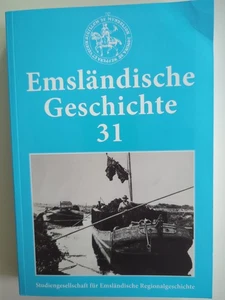 Emsländische
Geschichte
31
Studiengesellschaft für Emsländische Regionalgeschichte